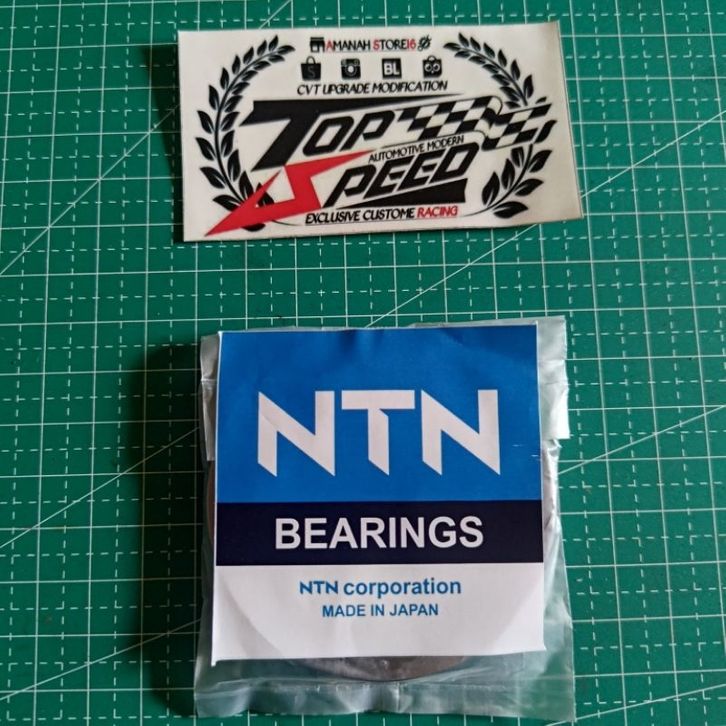 AMANAH STORE16
BL
CVT UPGRADE MODIFICATION
TOP
AUTOMOTIVE MODERN
SPEED
EXCLUSIVE CUSTOME RACING
NTN
BEARINGS
NTN corporation
MADE IN JAPAN